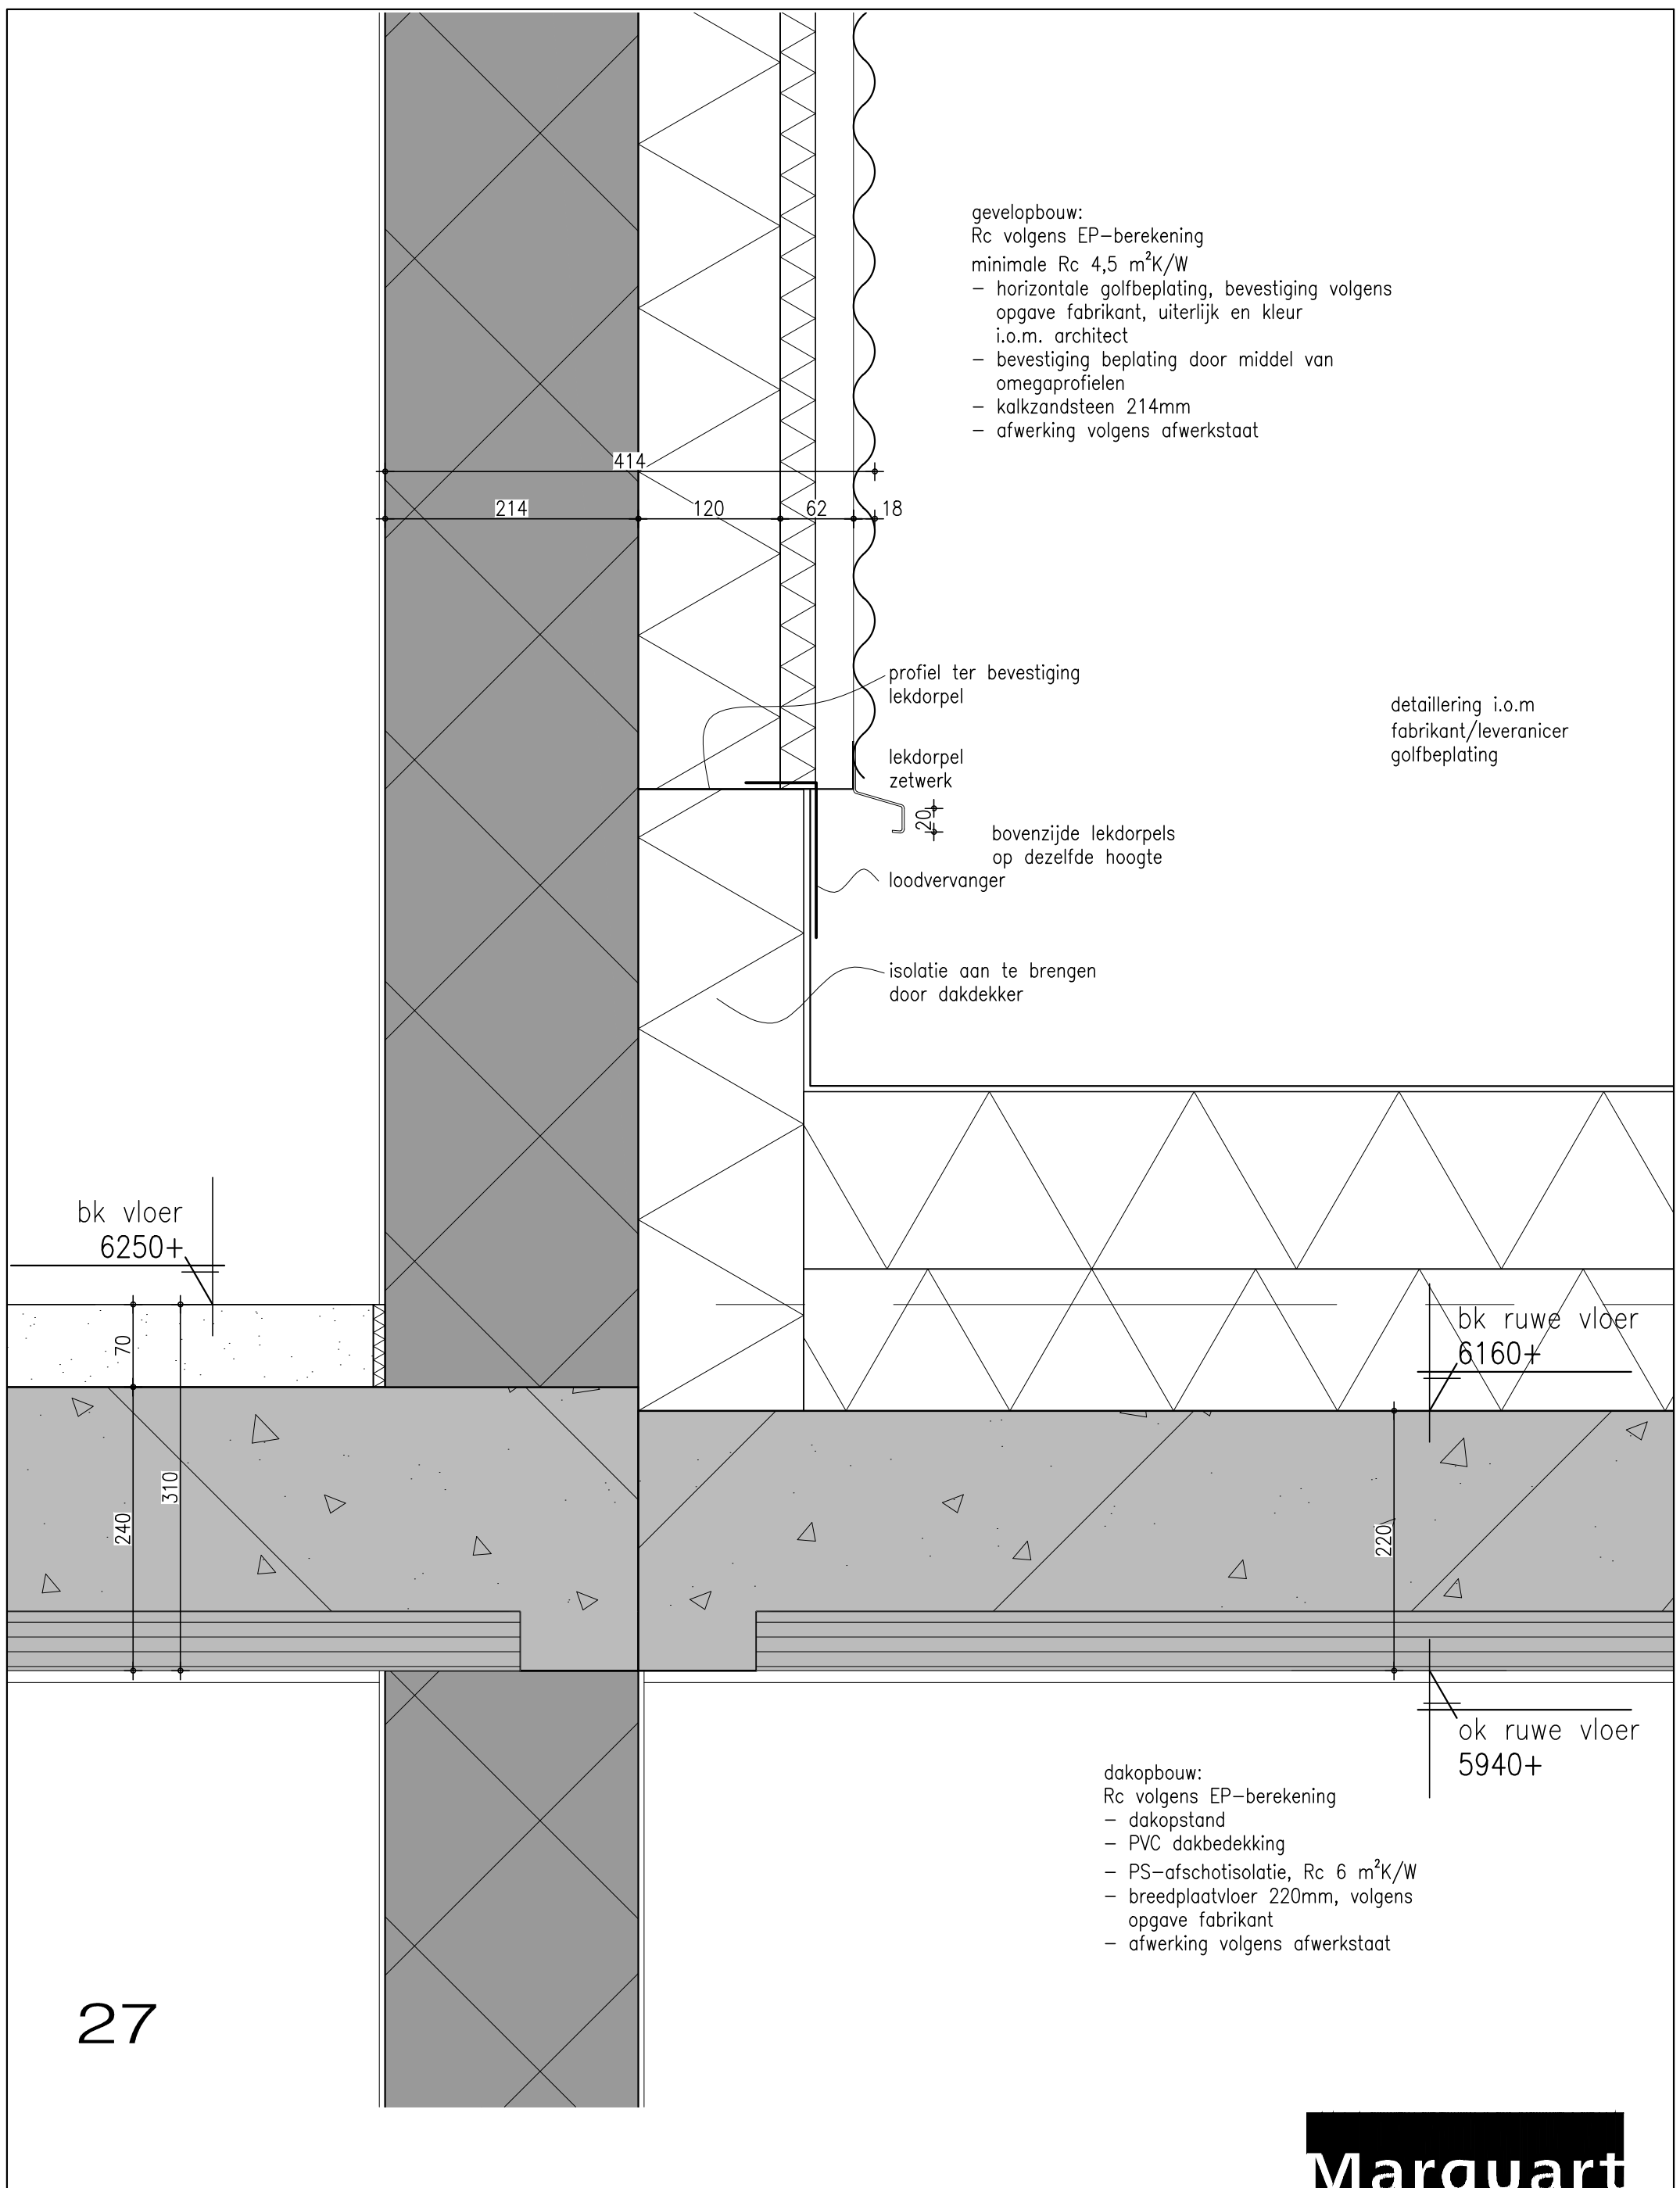 gevelopbouw:
Rc volgens EP-berekening
minimale Rc 4,5 m²K/W
- horizontale golfbeplating, bevestiging volgens
opgave fabrikant, uiterlijk en kleur
i.o.m. architect
- bevestiging beplating door middel van
omegaprofielen
- kalkzandsteen 214mm
- afwerking volgens afwerkstaat
414
214 120 62 18
profiel ter bevestiging
lekdorpel
detaillering i.o.m
fabrikant/leveranicer
golfbeplating
lekdorpel
zetwerk
20
bovenzijde lekdorpels
op dezelfde hoogte
loodvervanger
isolatie aan te brengen
door dakdekker
bk vloer
6250+
70
bk ruwe vloer
6160+
310
240
220
ok ruwe vloer
5940+
dakopbouw:
Rc volgens EP-berekening
- dakopstand
- PVC dakbedekking
- PS-afschotisolatie, Rc 6 m²K/W
- breedplaatvloer 220mm, volgens
opgave fabrikant
- afwerking volgens afwerkstaat
27
Marquart